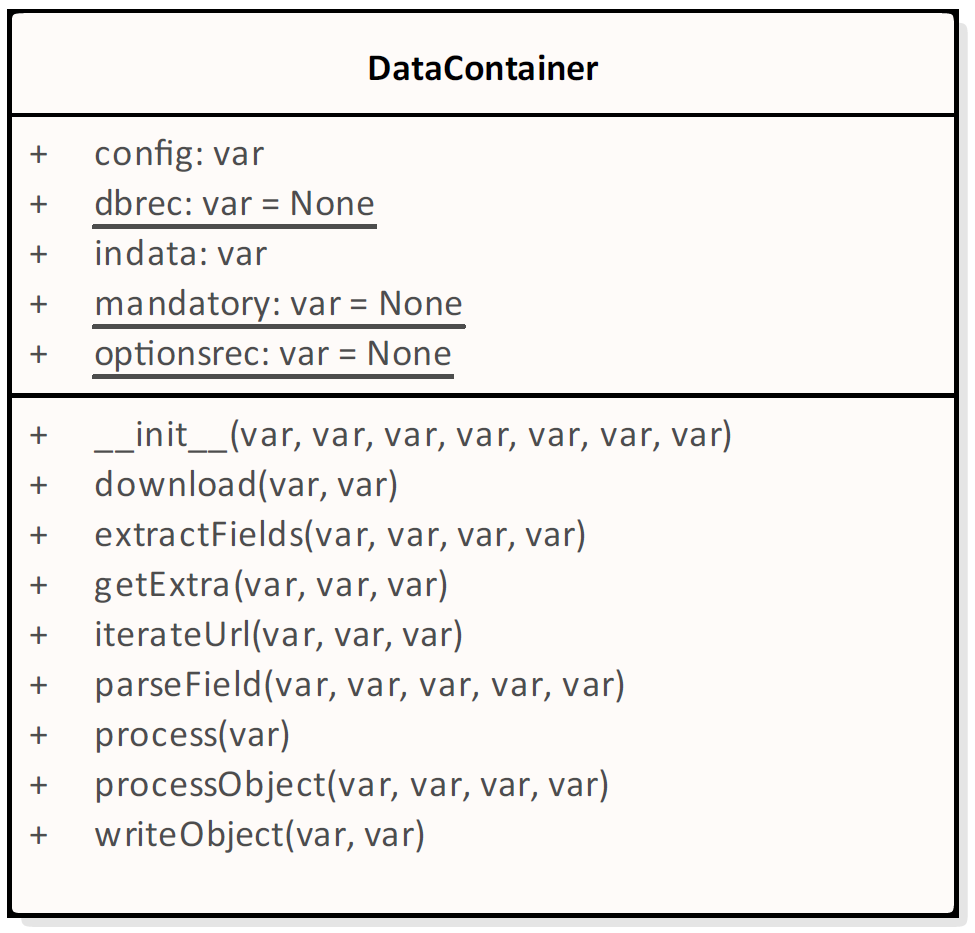 DataContainer
+ config: var
+ dbrec: var = None
+ indata: var
+ mandatory: var = None
+ optionsrec: var = None
+ __init__(var, var, var, var, var, var, var)
+ download(var, var)
+ extractFields(var, var, var, var)
+ getExtra(var, var, var)
+ iterateUrl(var, var, var)
+ parseField(var, var, var, var, var)
+ process(var)
+ processObject(var, var, var, var)
+ writeObject(var, var)